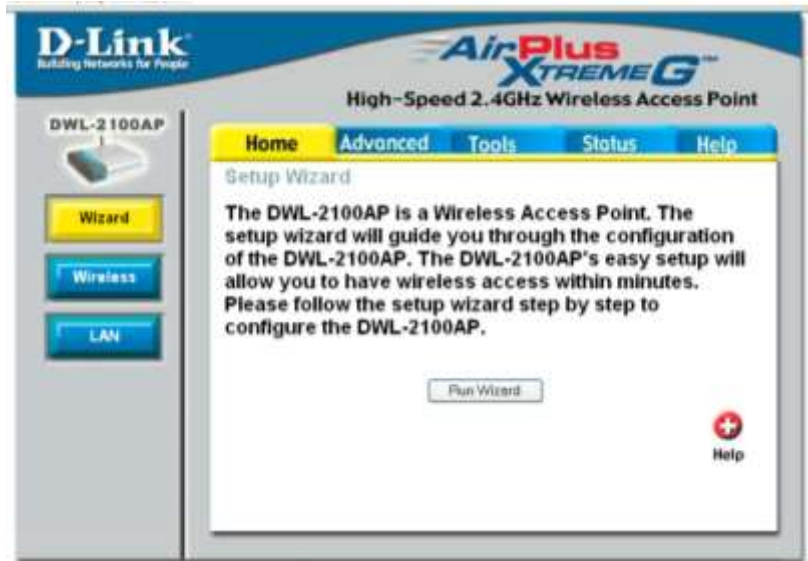 D-Link
Building Networks for People
AirPlus
XTREME G™
High-Speed 2.4GHz Wireless Access Point
DWL-2100AP
Home Advanced Tools Status Help
Setup Wizard
Wizard
Wireless
LAN
The DWL-2100AP is a Wireless Access Point. The
setup wizard will guide you through the configuration
of the DWL-2100AP. The DWL-2100AP's easy setup will
allow you to have wireless access within minutes.
Please follow the setup wizard step by step to
configure the DWL-2100AP.
Run Wizard
Help